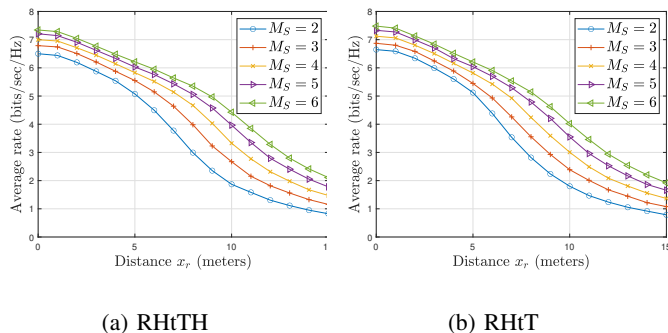 8
7
6
5
4
3
2
1
0
Average rate (bits/sec/Hz)
M_S = 2
M_S = 3
M_S = 4
M_S = 5
M_S = 6
0 5 10 15
Distance x_r (meters)
(a) RHtTH
8
7
6
5
4
3
2
1
0
Average rate (bits/sec/Hz)
M_S = 2
M_S = 3
M_S = 4
M_S = 5
M_S = 6
0 5 10 15
Distance x_r (meters)
(b) RHtT